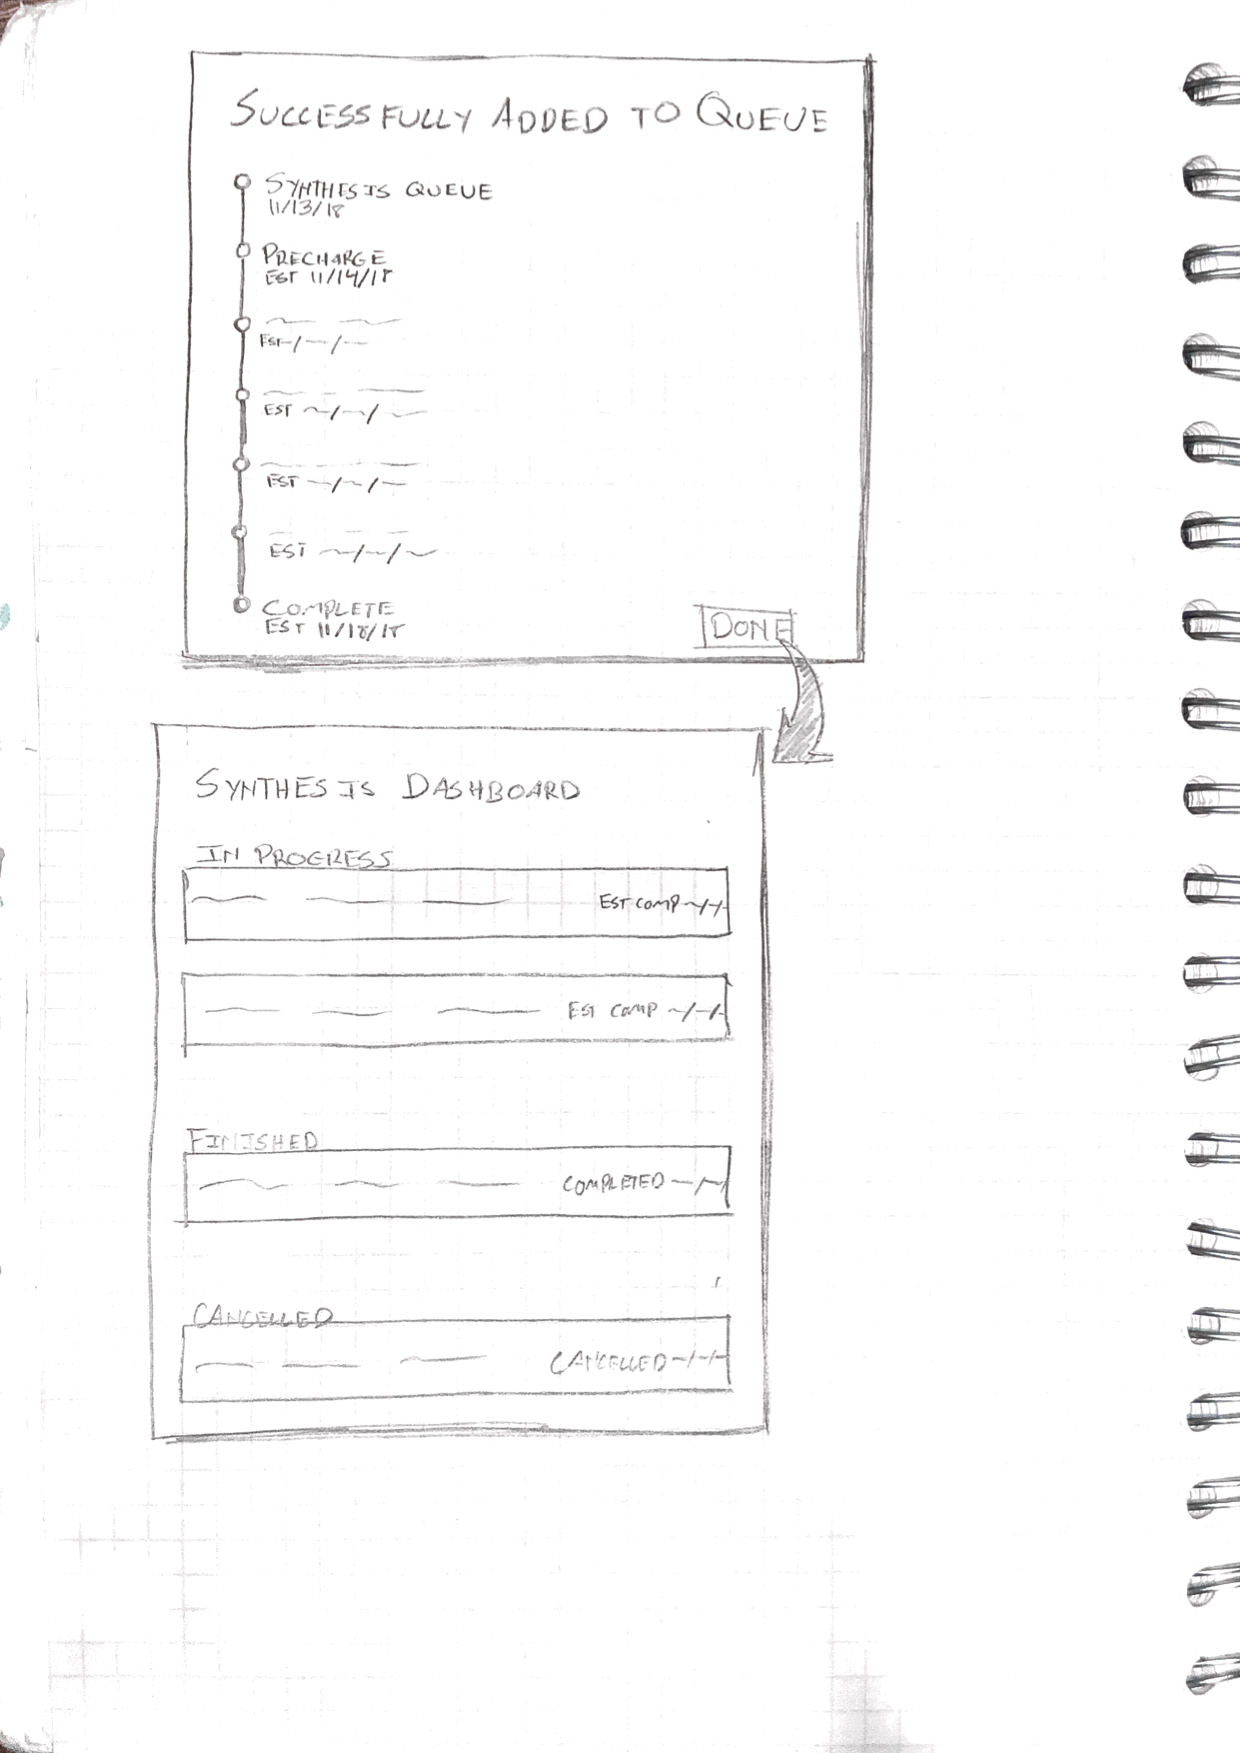 SUCCESSFULLY ADDED TO QUEUE
SYNTHESIS QUEUE
11/13/18
PRECHARGE
EST 11/14/18
EST -/-/-
EST ~/~/~
EST ~/~/~
EST ~/~/~
COMPLETE
EST 11/18/18
DONE
SYNTHESIS DASHBOARD
IN PROGRESS
EST COMP ~/-/-
EST COMP ~/-/-
FINISHED
COMPLETED -/~/
CANCELLED
CANCELLED ~/-/-